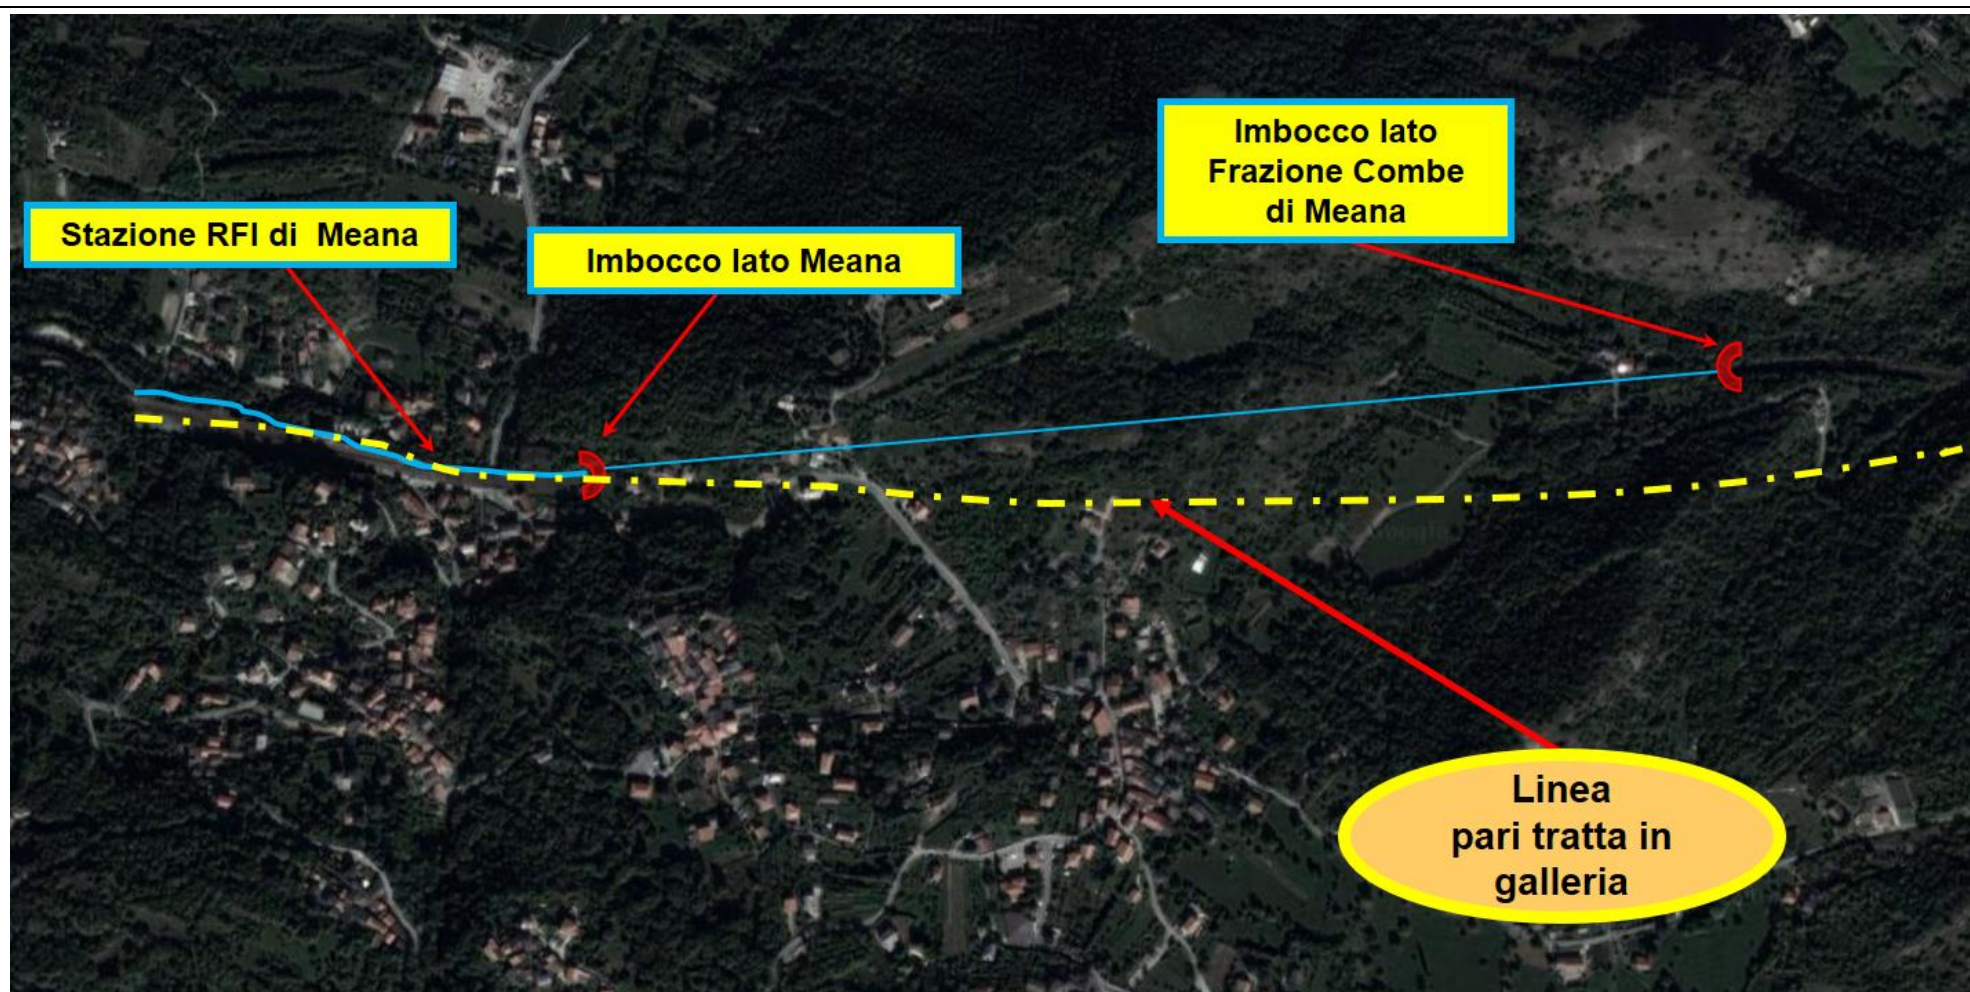 Stazione RFI di  Meana
Imbocco lato Meana
Imbocco lato
Frazione Combe
di Meana
Linea
pari tratta in
galleria